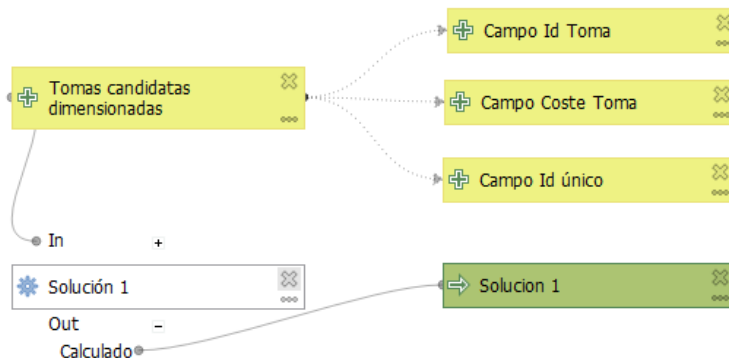 Campo Id Toma
Tomas candidatas
dimensionadas
Campo Coste Toma
Campo Id único
In
+
Solución 1
Solucion 1
Out
-
Calculado